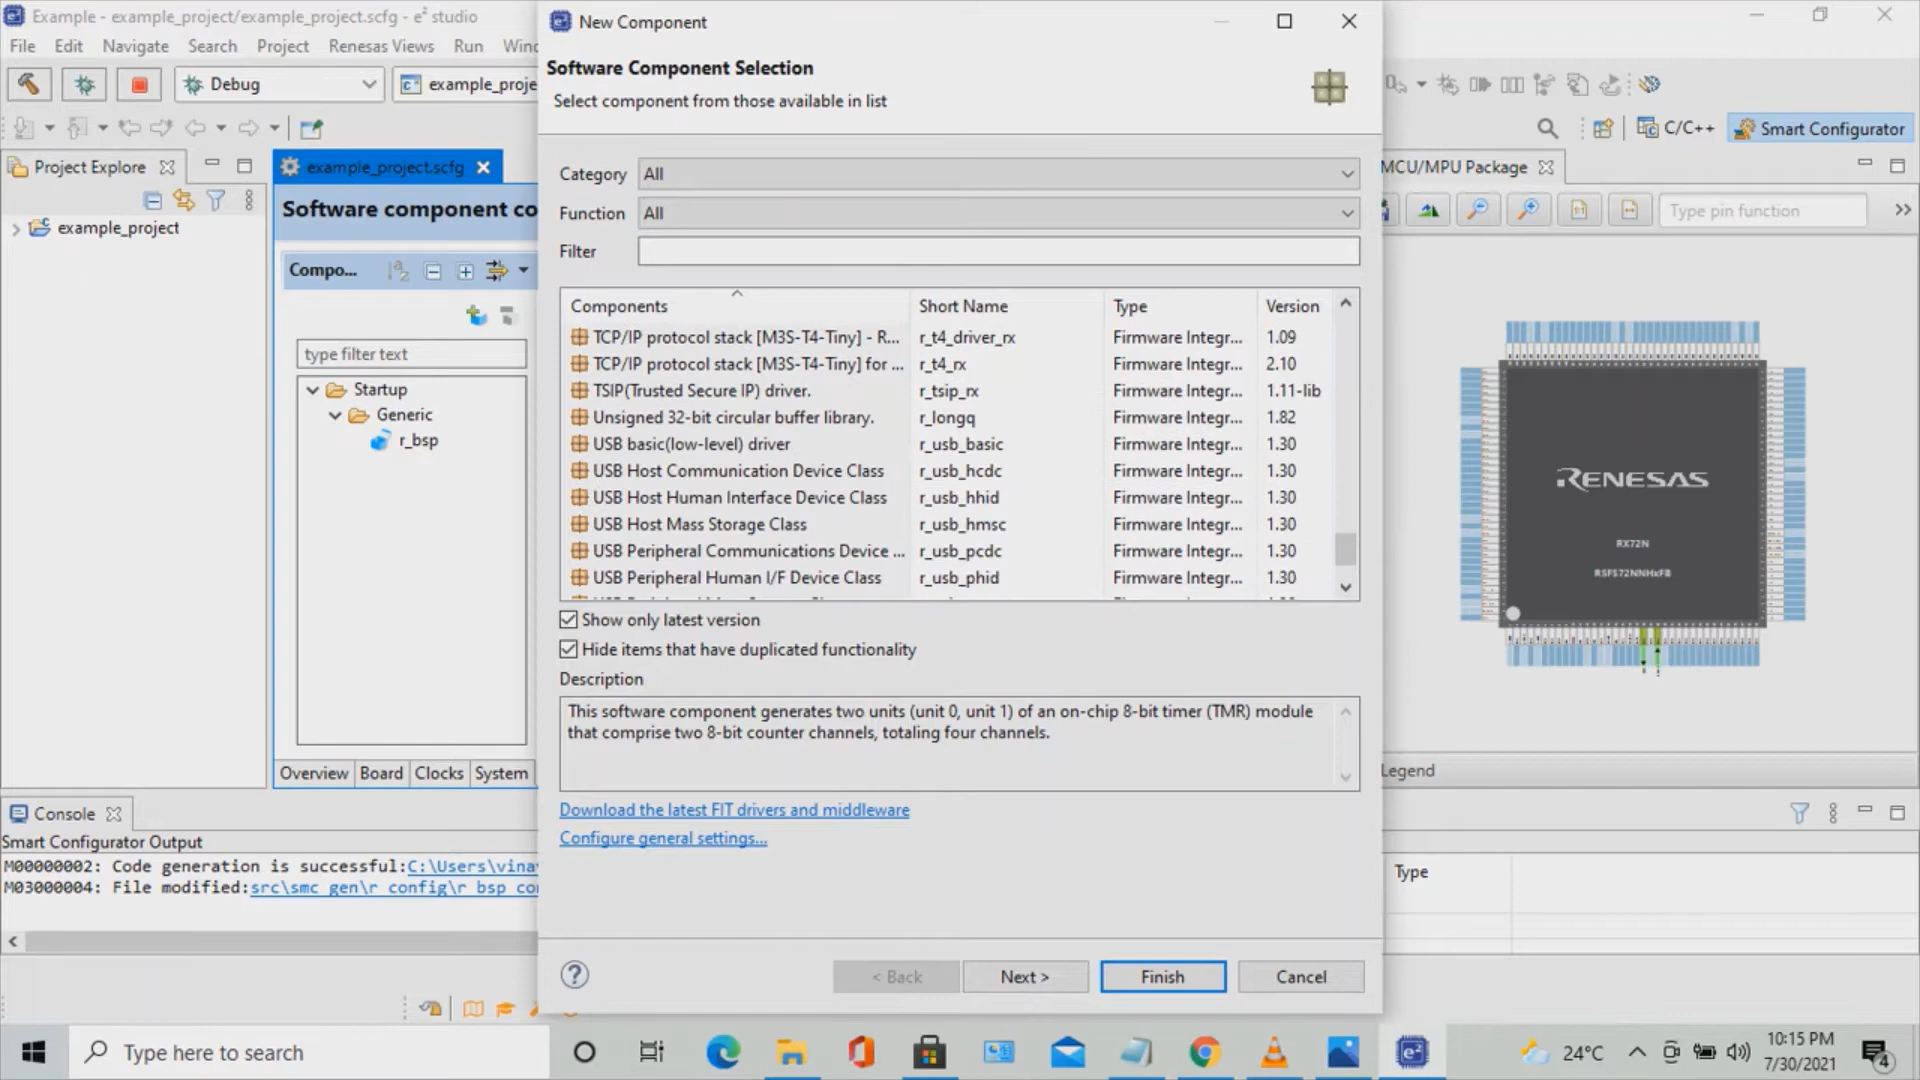 Example - example_project/example_project.scfg - e² studio
File Edit Navigate Search Project Renesas Views Run
Debug
C/C++
Smart Configurator
Project Explore
example_project
example_project.scfg
Software component co
Compo...
type filter text
Startup
Generic
r_bsp
Overview Board Clocks System
Console
Smart Configurator Output
M00000002: Code generation is successful:C:\Users\vina
M03000004: File modified:src\smc_gen\r_config\r_bsp_co
New Component
Software Component Selection
Select component from those available in list
Category All
Function All
Filter
Components Short Name Type Version
TCP/IP protocol stack [M3S-T4-Tiny] - R... r_t4_driver_rx Firmware Integr... 1.09
TCP/IP protocol stack [M3S-T4-Tiny] for ... r_t4_rx Firmware Integr... 2.10
TSIP(Trusted Secure IP) driver. r_tsip_rx Firmware Integr... 1.11-lib
Unsigned 32-bit circular buffer library. r_longq Firmware Integr... 1.82
USB basic(low-level) driver r_usb_basic Firmware Integr... 1.30
USB Host Communication Device Class r_usb_hcdc Firmware Integr... 1.30
USB Host Human Interface Device Class r_usb_hhid Firmware Integr... 1.30
USB Host Mass Storage Class r_usb_hmsc Firmware Integr... 1.30
USB Peripheral Communications Device ... r_usb_pcdc Firmware Integr... 1.30
USB Peripheral Human I/F Device Class r_usb_phid Firmware Integr... 1.30
Show only latest version
Hide items that have duplicated functionality
Description
This software component generates two units (unit 0, unit 1) of an on-chip 8-bit timer (TMR) module
that comprise two 8-bit counter channels, totaling four channels.
Download the latest FIT drivers and middleware
Configure general settings...
< Back Next > Finish Cancel
MCU/MPU Package
Type pin function
RENESAS
RX72N
R5F572NNHxFB
Legend
Type
Type here to search
24°C
10:15 PM
7/30/2021
4